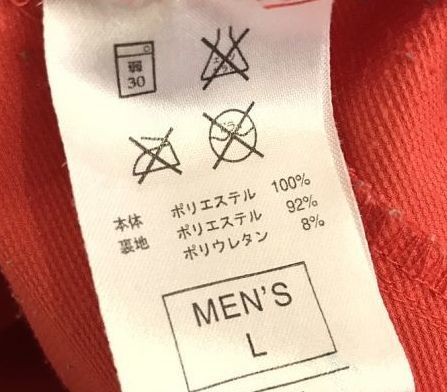 弱
30
本体 ポリエステル 100%
裏地 ポリエステル 92%
ポリウレタン 8%
MEN'S
L